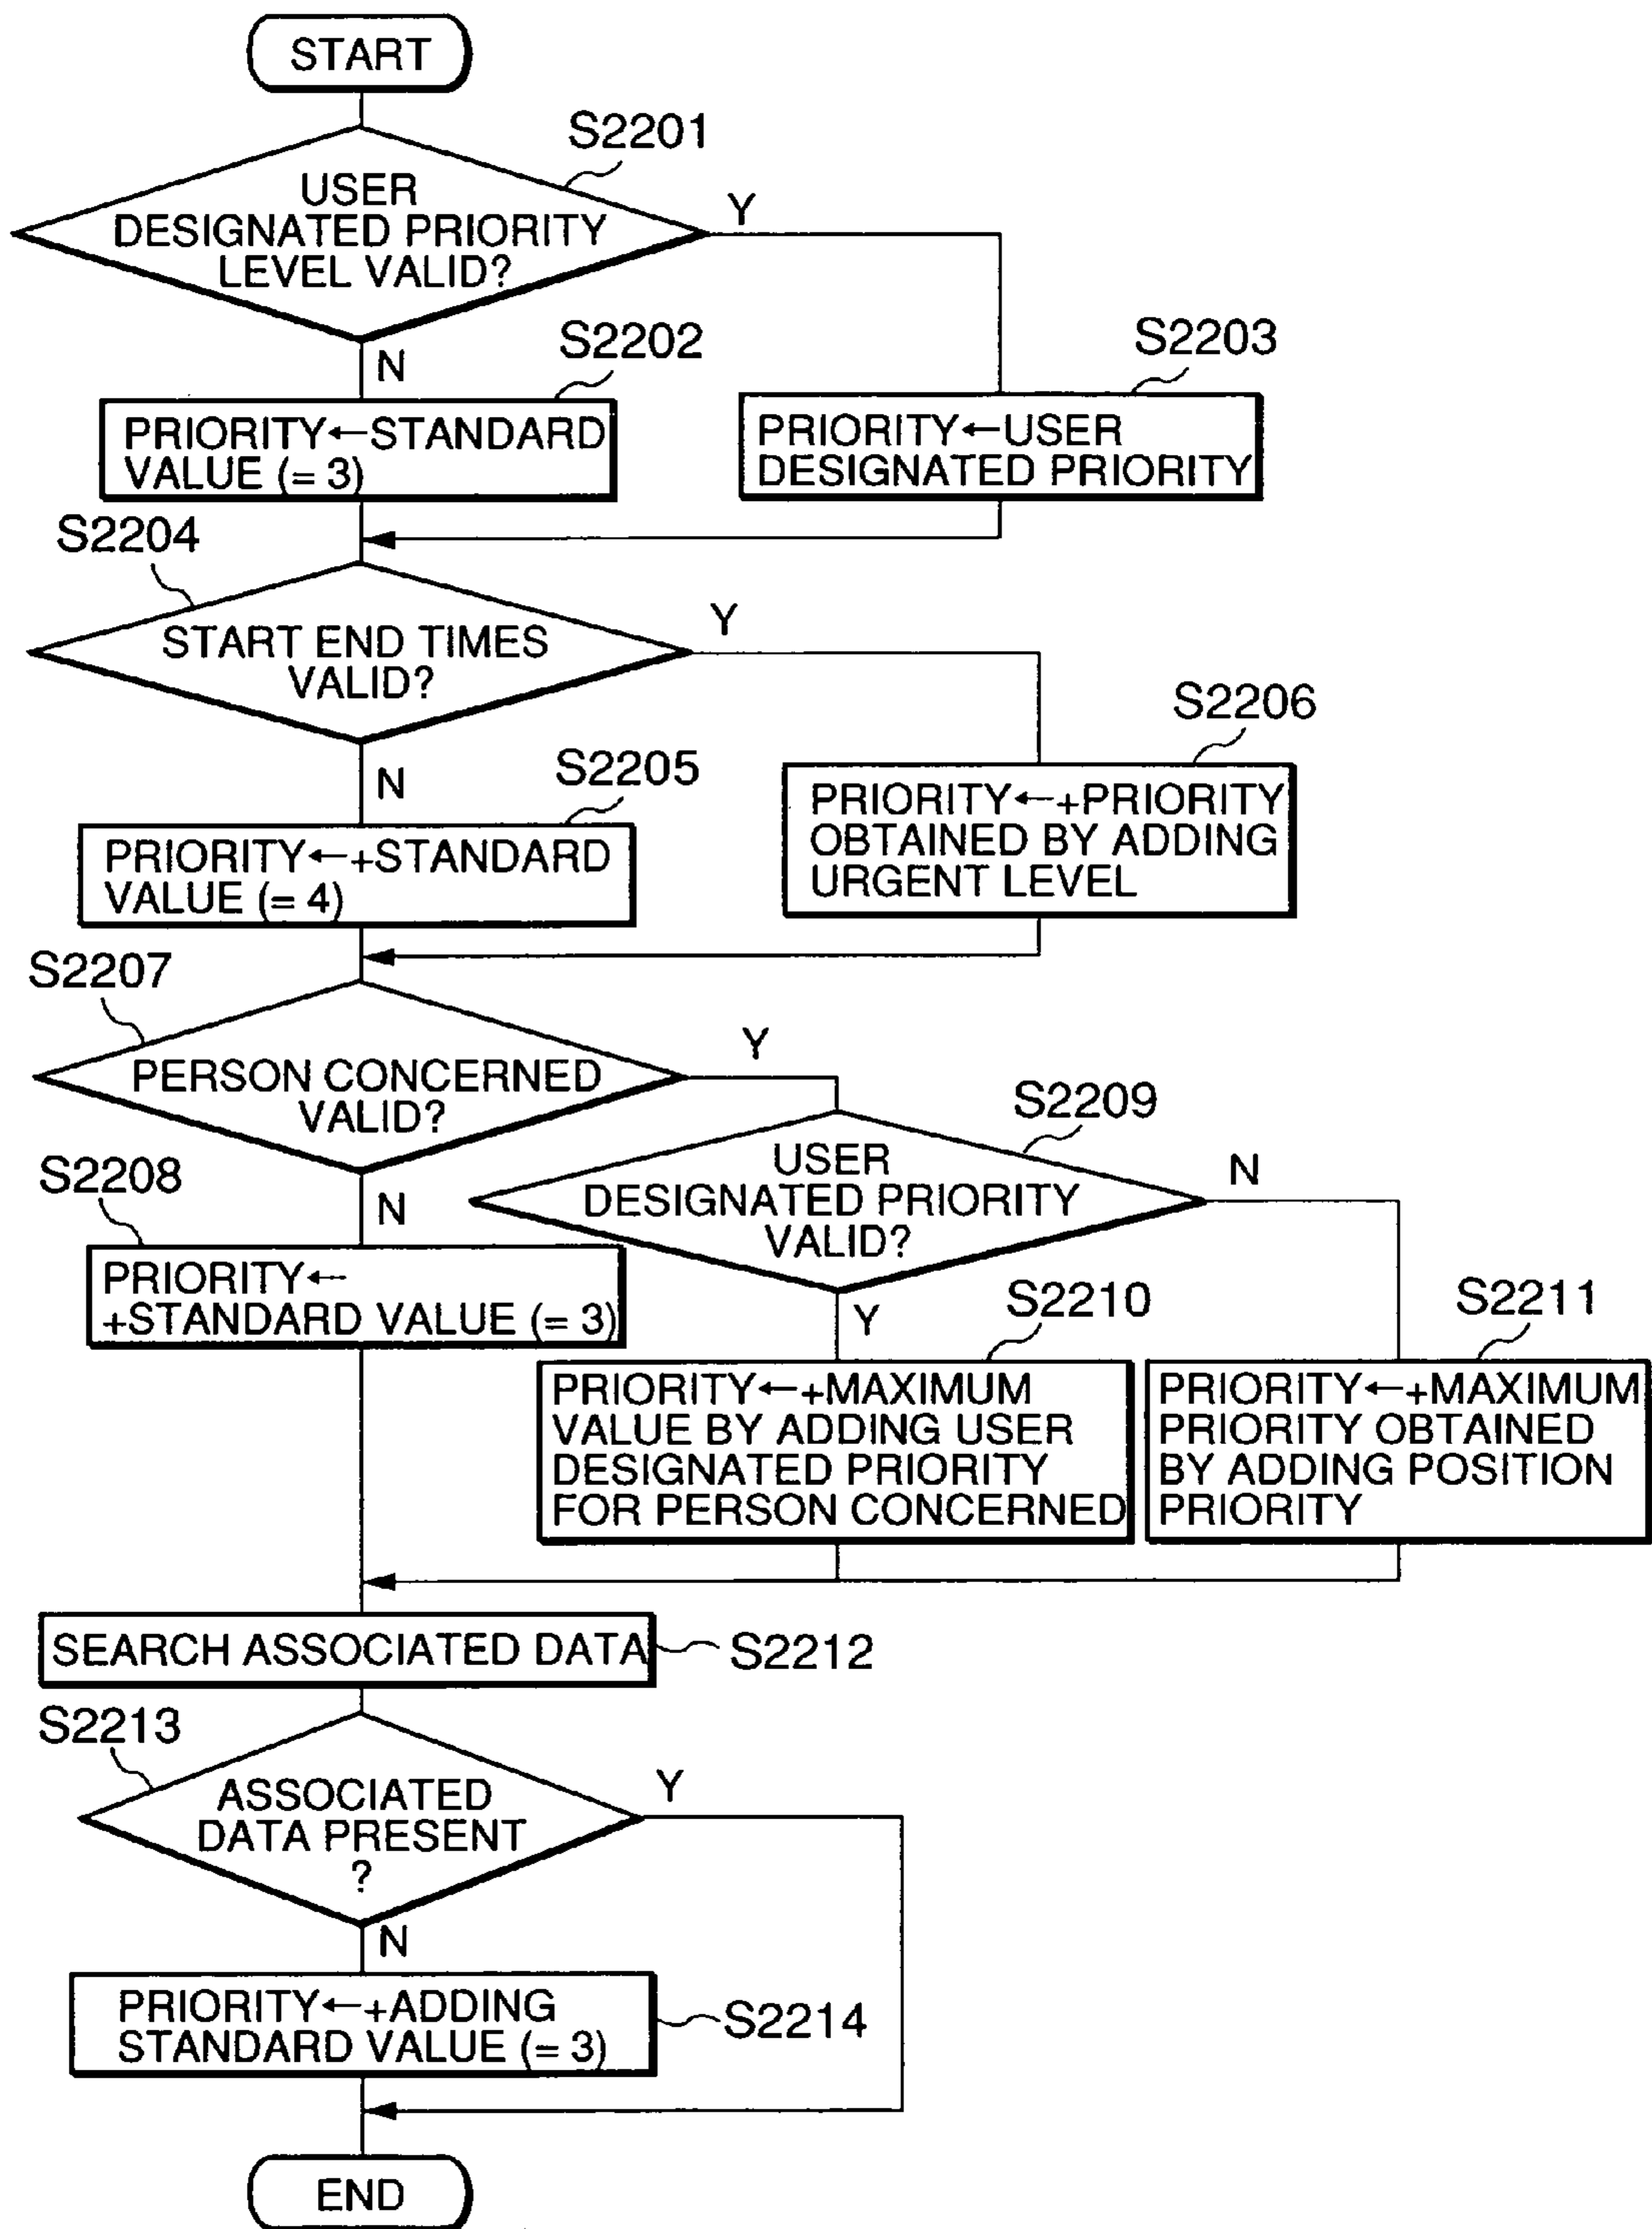 START
S2201
USER
DESIGNATED PRIORITY
LEVEL VALID?
Y
N
S2202
PRIORITY←STANDARD
VALUE (= 3)
S2203
PRIORITY←USER
DESIGNATED PRIORITY
S2204
START END TIMES
VALID?
Y
N
S2205
PRIORITY←+STANDARD
VALUE (= 4)
S2206
PRIORITY←+PRIORITY
OBTAINED BY ADDING
URGENT LEVEL
S2207
PERSON CONCERNED
VALID?
Y
N
S2208
PRIORITY←
+STANDARD VALUE (= 3)
S2209
USER
DESIGNATED PRIORITY
VALID?
N
Y
S2210
PRIORITY←+MAXIMUM
VALUE BY ADDING USER
DESIGNATED PRIORITY
FOR PERSON CONCERNED
S2211
PRIORITY←+MAXIMUM
PRIORITY OBTAINED
BY ADDING POSITION
PRIORITY
SEARCH ASSOCIATED DATA
S2212
S2213
ASSOCIATED
DATA PRESENT
?
Y
N
PRIORITY←+ADDING
STANDARD VALUE (= 3)
S2214
END